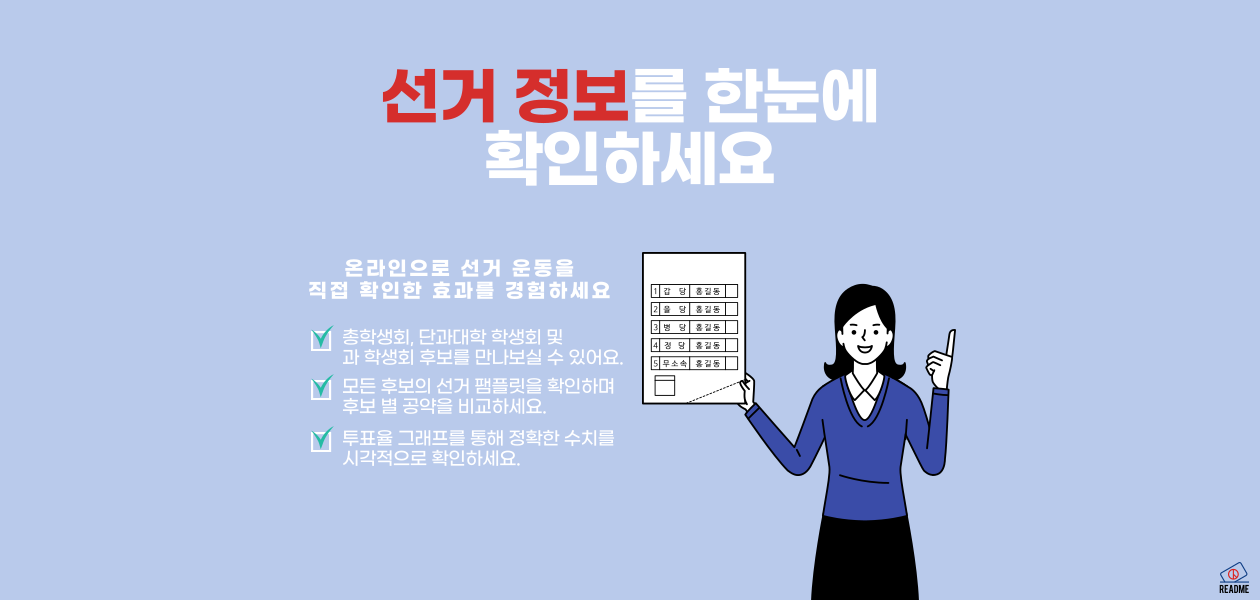 선거 정보를 한눈에
확인하세요
온라인으로 선거 운동을
직접 확인한 효과를 경험하세요
총학생회, 단과대학 학생회 및
과 학생회 후보를 만나보실 수 있어요.
모든 후보의 선거 팸플릿을 확인하며
후보 별 공약을 비교하세요.
투표율 그래프를 통해 정확한 수치를
시각적으로 확인하세요.
1 갑 당 홍길동
2 을 당 홍길동
3 병 당 홍길동
4 정 당 홍길동
5 무소속 홍길동
README